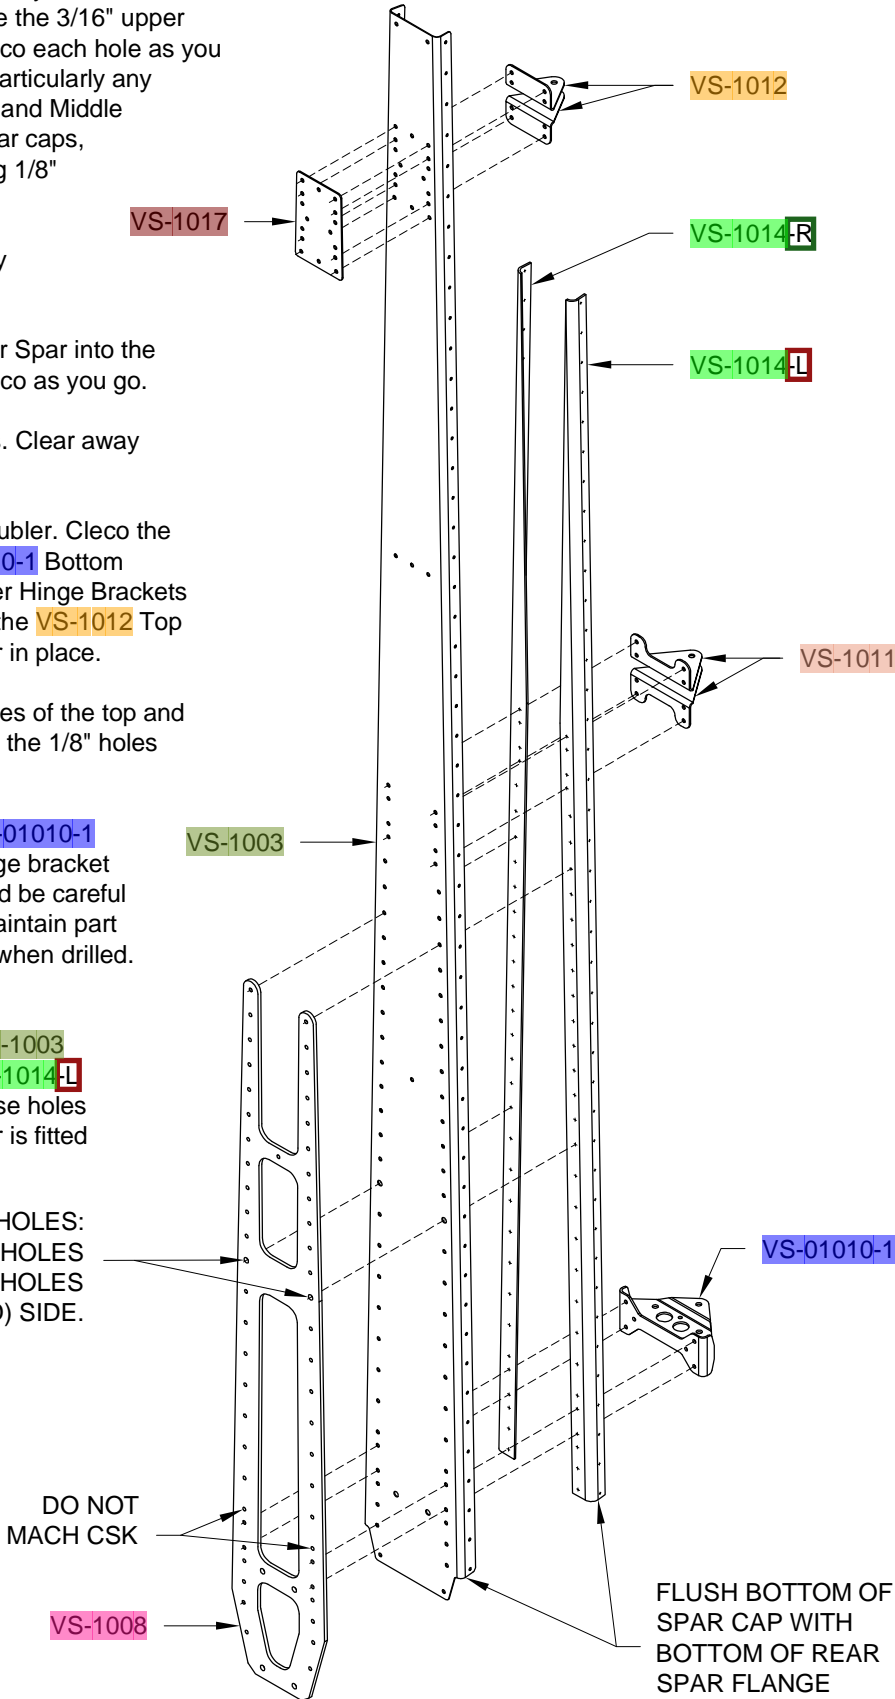 e the 3/16" upper
co each hole as you
articularly any
and Middle
ar caps,
g 1/8"
y
r Spar into the
co as you go.
s. Clear away
ubler. Cleco the
0-1 Bottom
er Hinge Brackets
the VS-1012 Top
r in place.
es of the top and
the 1/8" holes
-01010-1
ge bracket
d be careful
aintain part
when drilled.
-1003
-1014-L
se holes
r is fitted
HOLES:
HOLES
HOLES
D) SIDE.
DO NOT
MACH CSK
VS-1008
VS-1017
VS-1003
VS-1012
VS-1014-R
VS-1014-L
VS-1011
VS-01010-1
FLUSH BOTTOM OF
SPAR CAP WITH
BOTTOM OF REAR
SPAR FLANGE